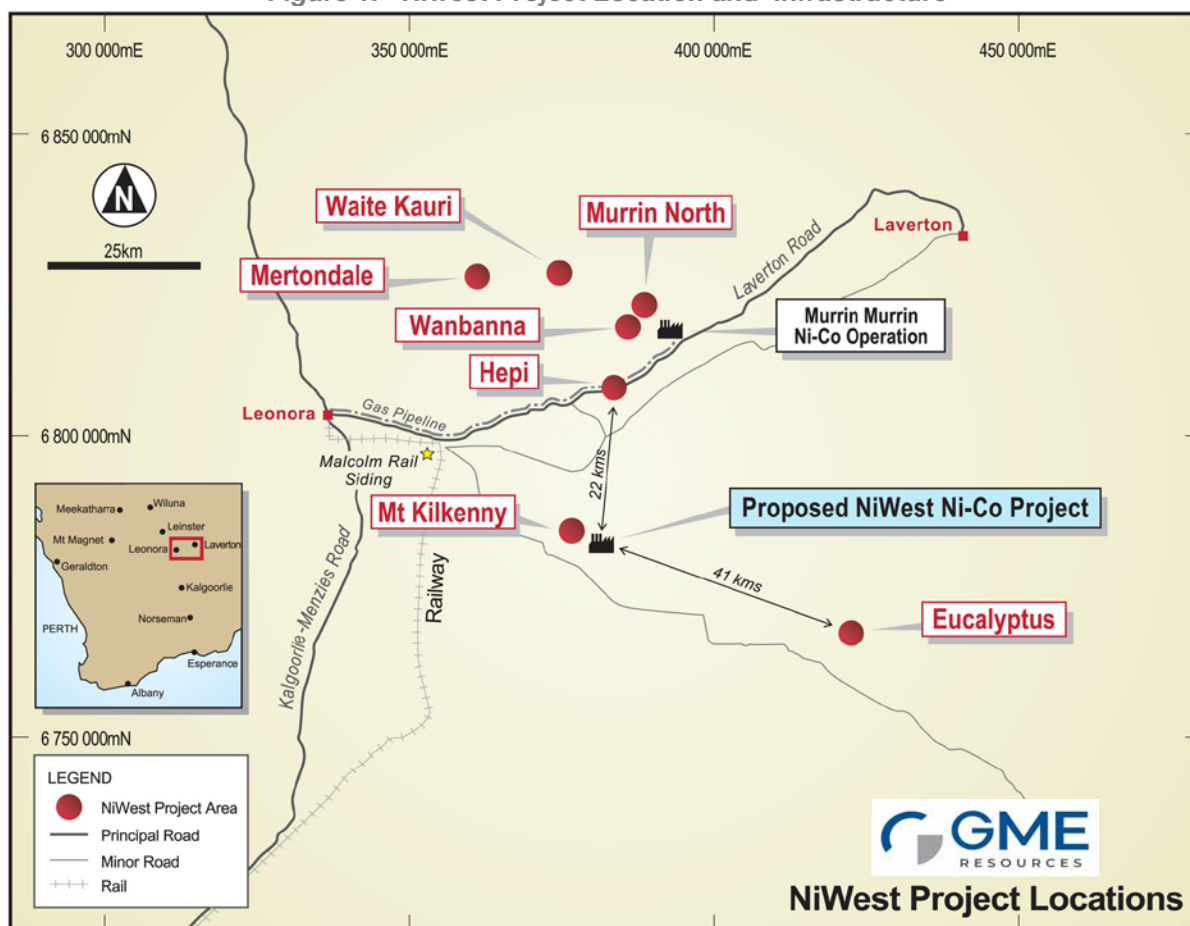 300 000mE
350 000mE
400 000mE
450 000mE
6 850 000mN
N
25km
Waite Kauri
Murrin North
Mertondale
Wanbanna
Hepi
Laverton
Laverton Road
Murrin Murrin
Ni-Co Operation
Leonora
Gas Pipeline
6 800 000mN
Malcolm Rail
Siding
22 kms
Mt Kilkenny
Proposed NiWest Ni-Co Project
41 kms
Eucalyptus
Kalgoorlie-Menzies Road
Railway
Meekatharra
Wiluna
Leinster
Mt Magnet
Leonora
Laverton
Geraldton
Kalgoorlie
Norseman
PERTH
Esperance
Albany
6 750 000mN
LEGEND
NiWest Project Area
Principal Road
Minor Road
Rail
GME
RESOURCES
NiWest Project Locations